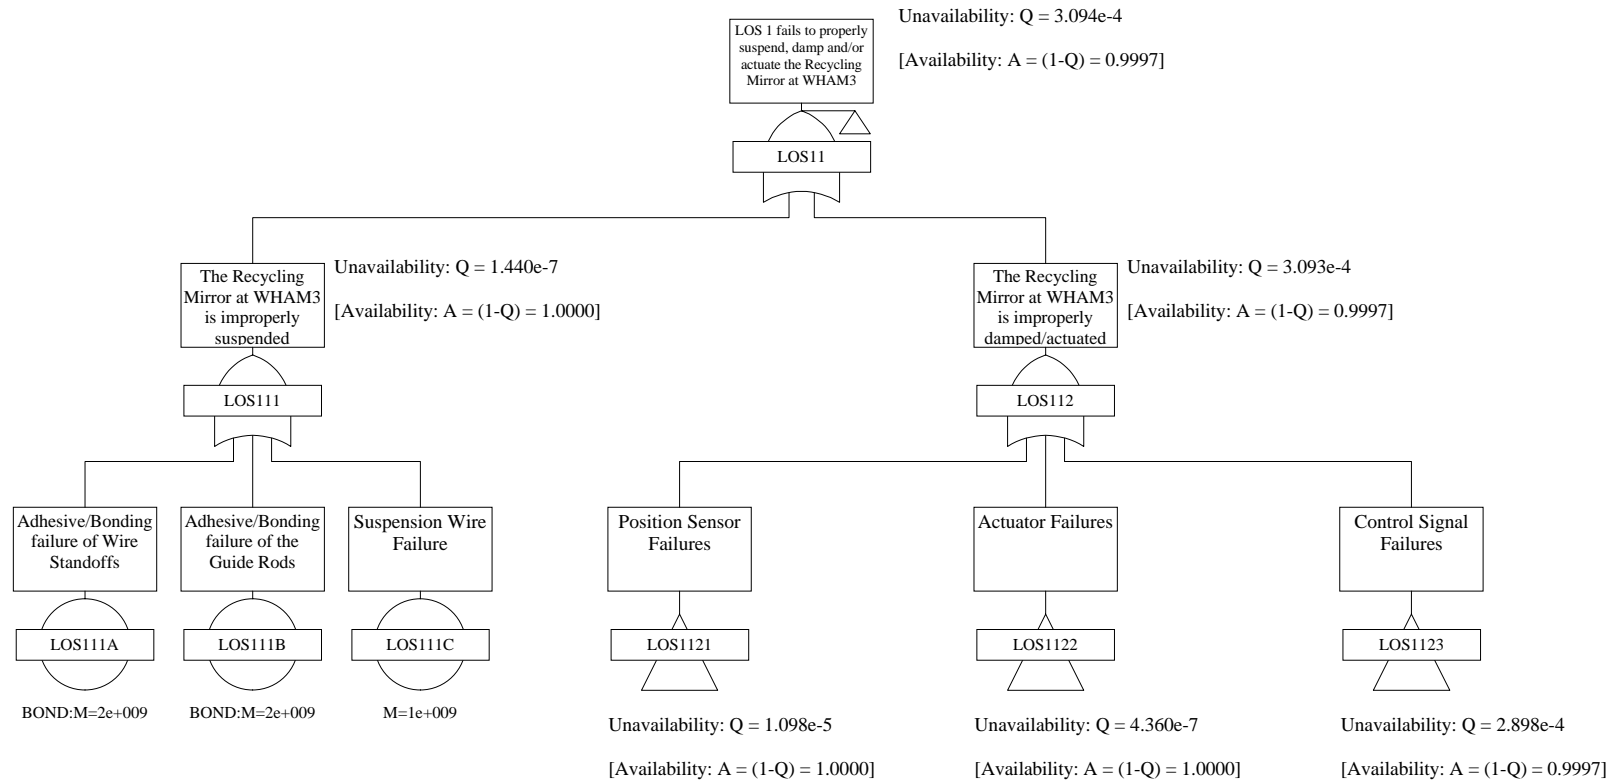 Unavailability: Q = 3.094e-4
[Availability: A = (1-Q) = 0.9997]
LOS 1 fails to properly
suspend, damp and/or
actuate the Recycling
Mirror at WHAM3
LOS11
The Recycling
Mirror at WHAM3
is improperly
suspended
Unavailability: Q = 1.440e-7
[Availability: A = (1-Q) = 1.0000]
LOS111
The Recycling
Mirror at WHAM3
is improperly
damped/actuated
Unavailability: Q = 3.093e-4
[Availability: A = (1-Q) = 0.9997]
LOS112
Adhesive/Bonding
failure of Wire
Standoffs
LOS111A
BOND:M=2e+009
Adhesive/Bonding
failure of the
Guide Rods
LOS111B
BOND:M=2e+009
Suspension Wire
Failure
LOS111C
M=1e+009
Position Sensor
Failures
LOS1121
Unavailability: Q = 1.098e-5
[Availability: A = (1-Q) = 1.0000]
Actuator Failures
LOS1122
Unavailability: Q = 4.360e-7
[Availability: A = (1-Q) = 1.0000]
Control Signal
Failures
LOS1123
Unavailability: Q = 2.898e-4
[Availability: A = (1-Q) = 0.9997]